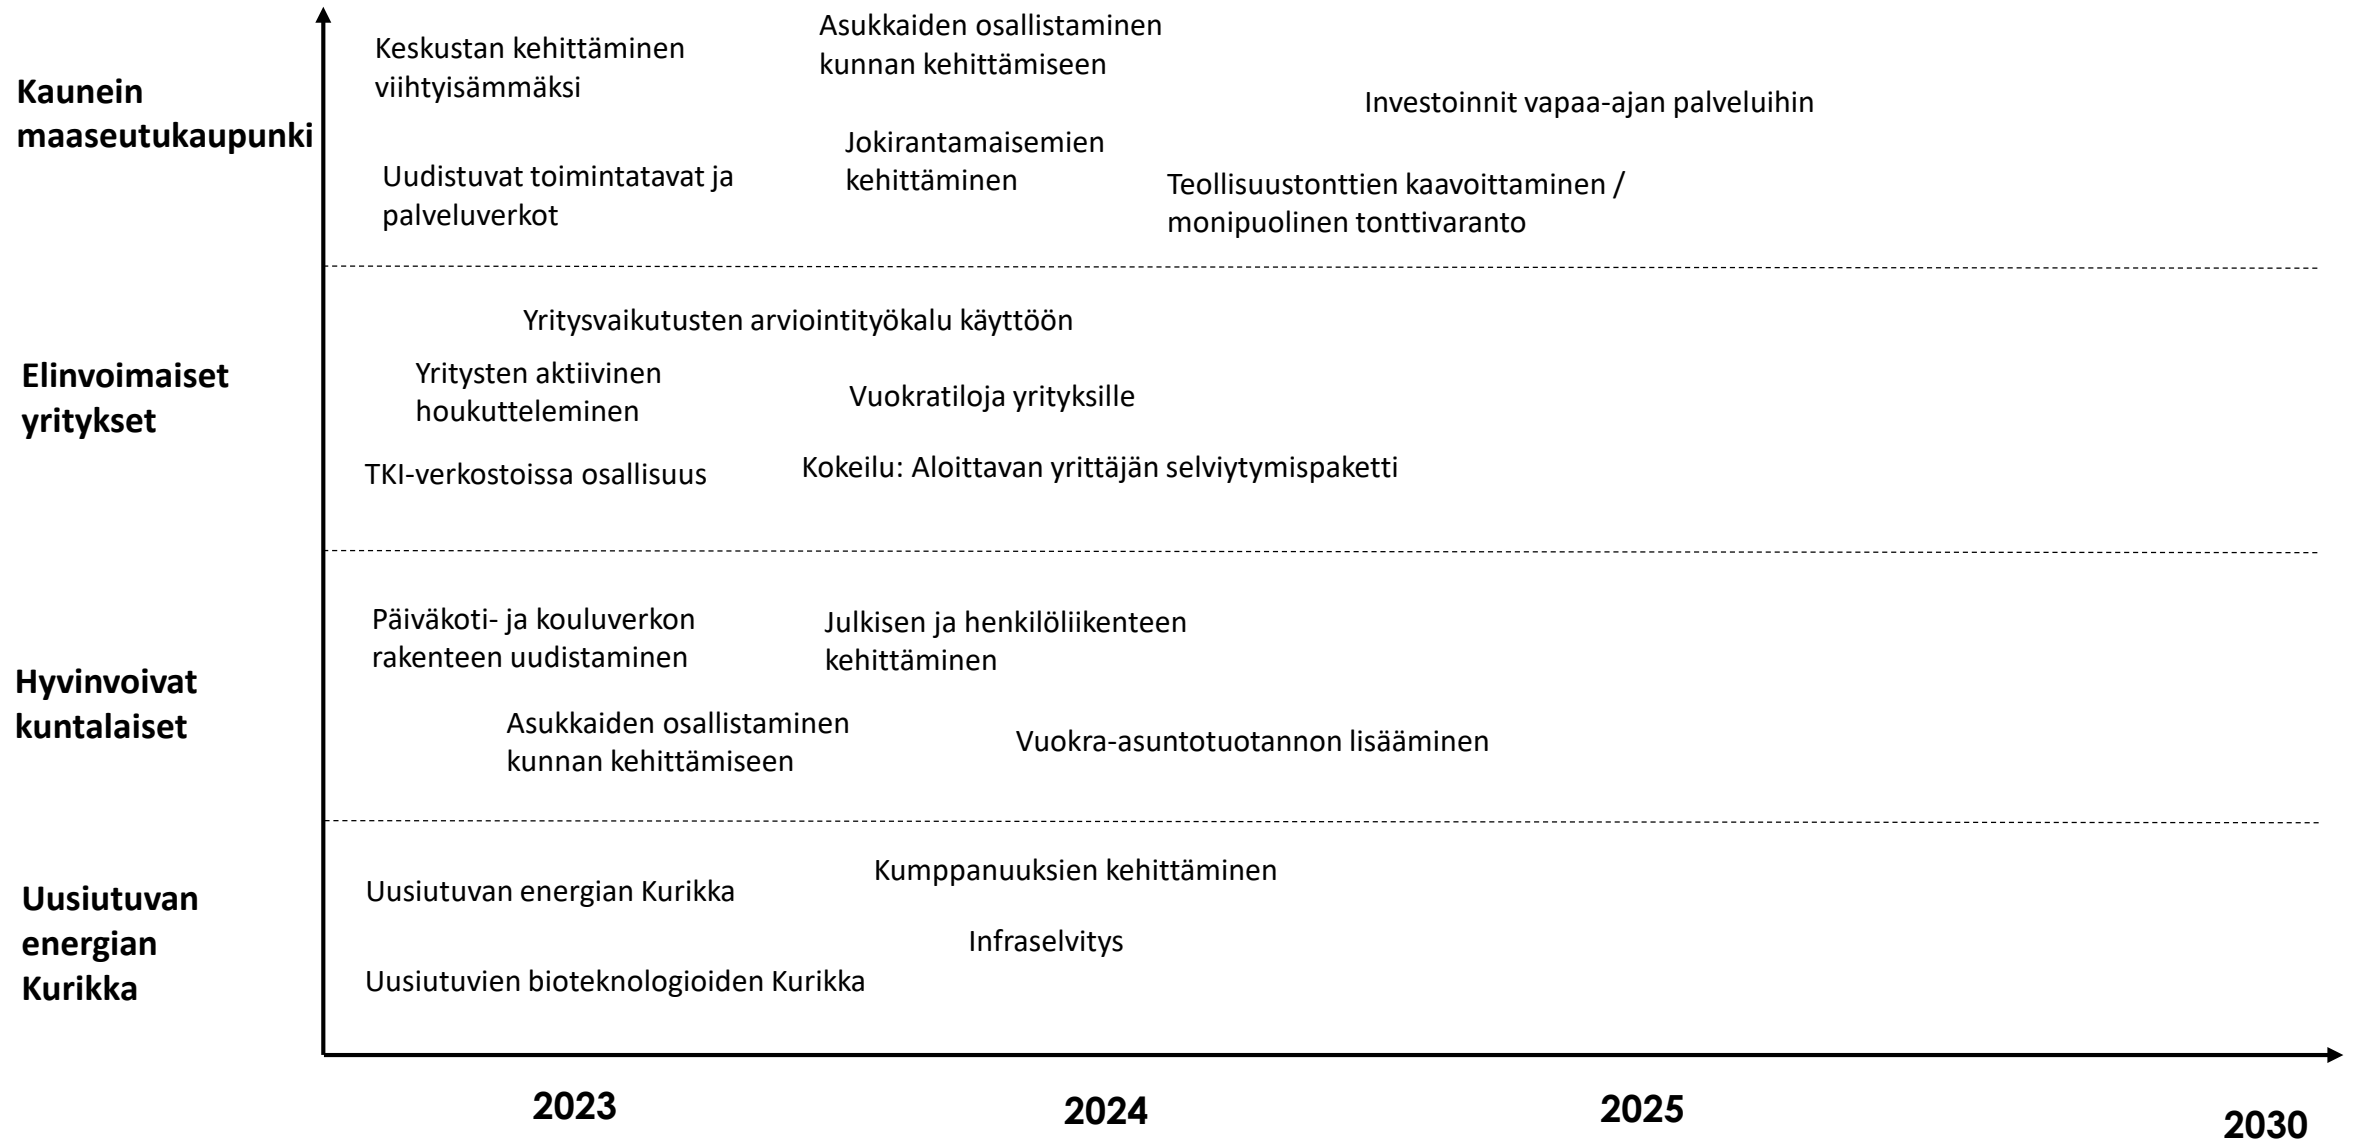 Kaunein
maaseutukaupunki
Keskustan kehittäminen
viihtyisämmäksi
Asukkaiden osallistaminen
kunnan kehittämiseen
Investoinnit vapaa-ajan palveluihin
Uudistuvat toimintatavat ja
palveluverkot
Jokirantamaisemien
kehittäminen
Teollisuustonttien kaavoittaminen /
monipuolinen tonttivaranto
Elinvoimaiset
yritykset
Yritysvaikutusten arviointityökalu käyttöön
Yritysten aktiivinen
houkutteleminen
Vuokratiloja yrityksille
TKI-verkostoissa osallisuus
Kokeilu: Aloittavan yrittäjän selviytymispaketti
Hyvinvoivat
kuntalaiset
Päiväkoti- ja kouluverkon
rakenteen uudistaminen
Julkisen ja henkilöliikenteen
kehittäminen
Asukkaiden osallistaminen
kunnan kehittämiseen
Vuokra-asuntotuotannon lisääminen
Uusiutuvan
energian
Kurikka
Uusiutuvan energian Kurikka
Kumppanuuksien kehittäminen
Infraselvitys
Uusiutuvien bioteknologioiden Kurikka
2023
2024
2025
2030